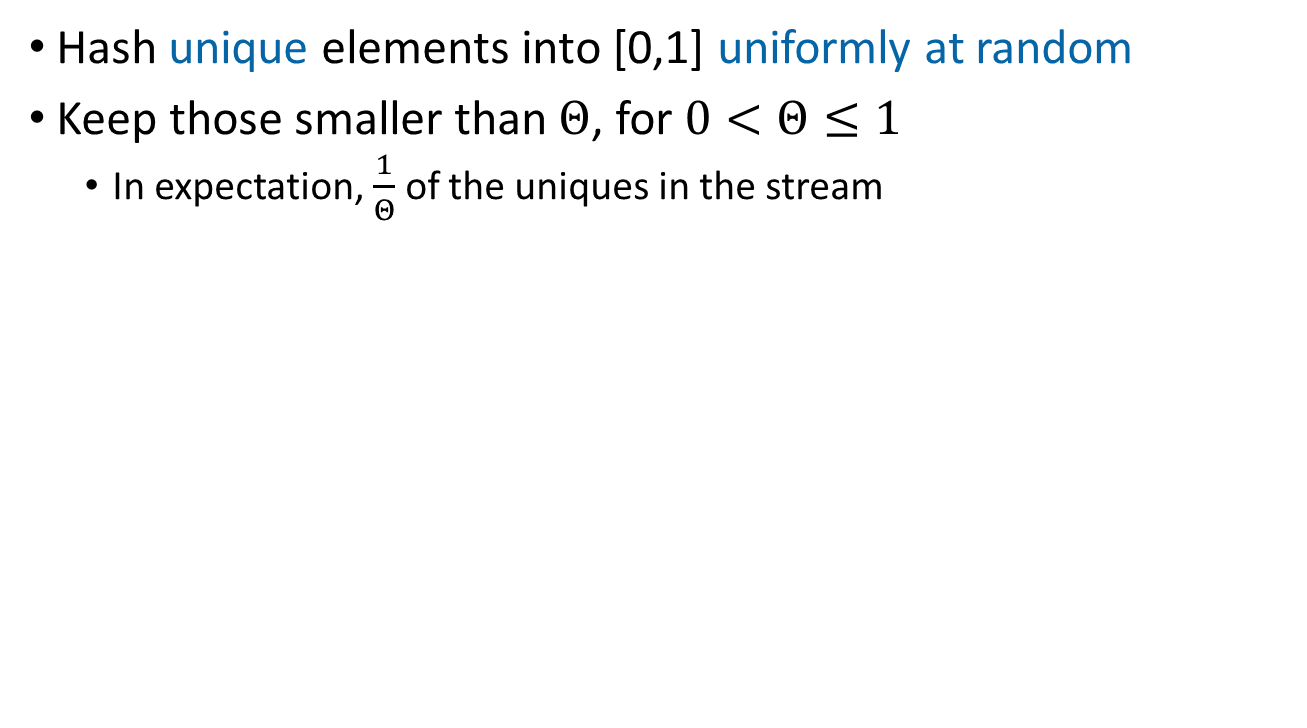 • Hash unique elements into [0,1] uniformly at random
• Keep those smaller than Θ, for 0 < Θ ≤ 1
• In expectation, 1/Θ of the uniques in the stream